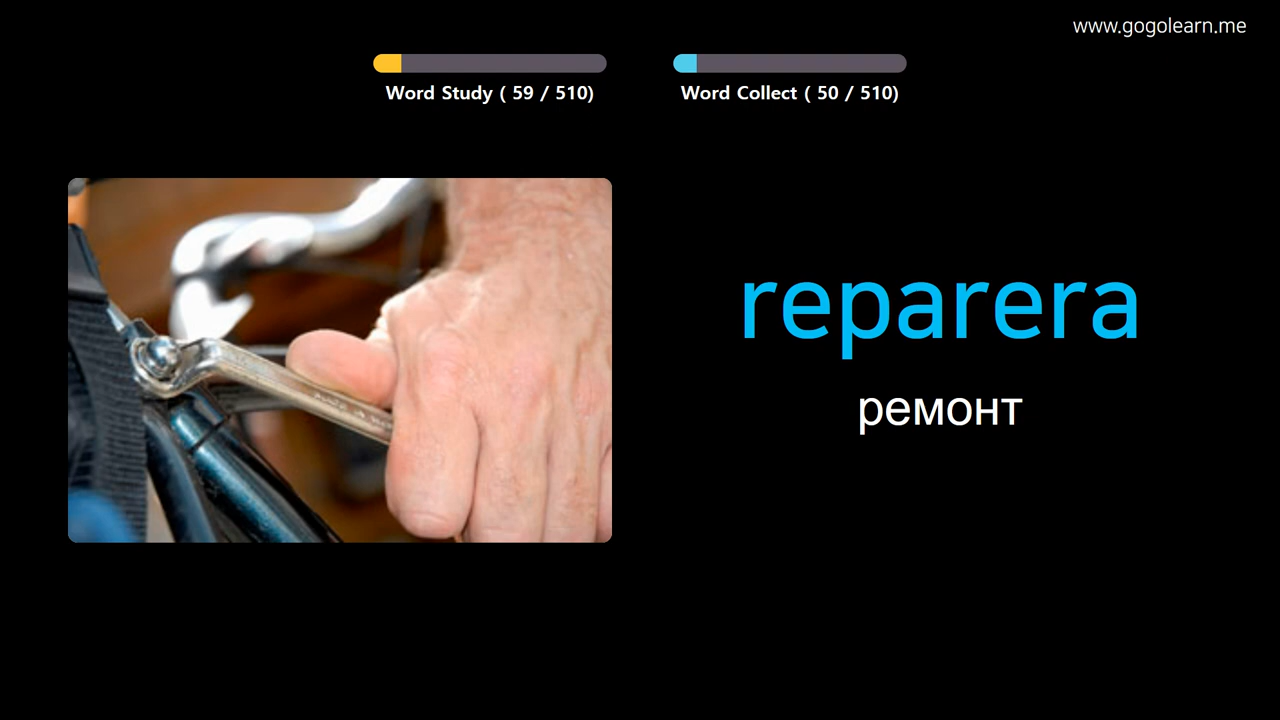 www.gogolearn.me
Word Study ( 59 / 510)
Word Collect ( 50 / 510)
reparera
ремонт